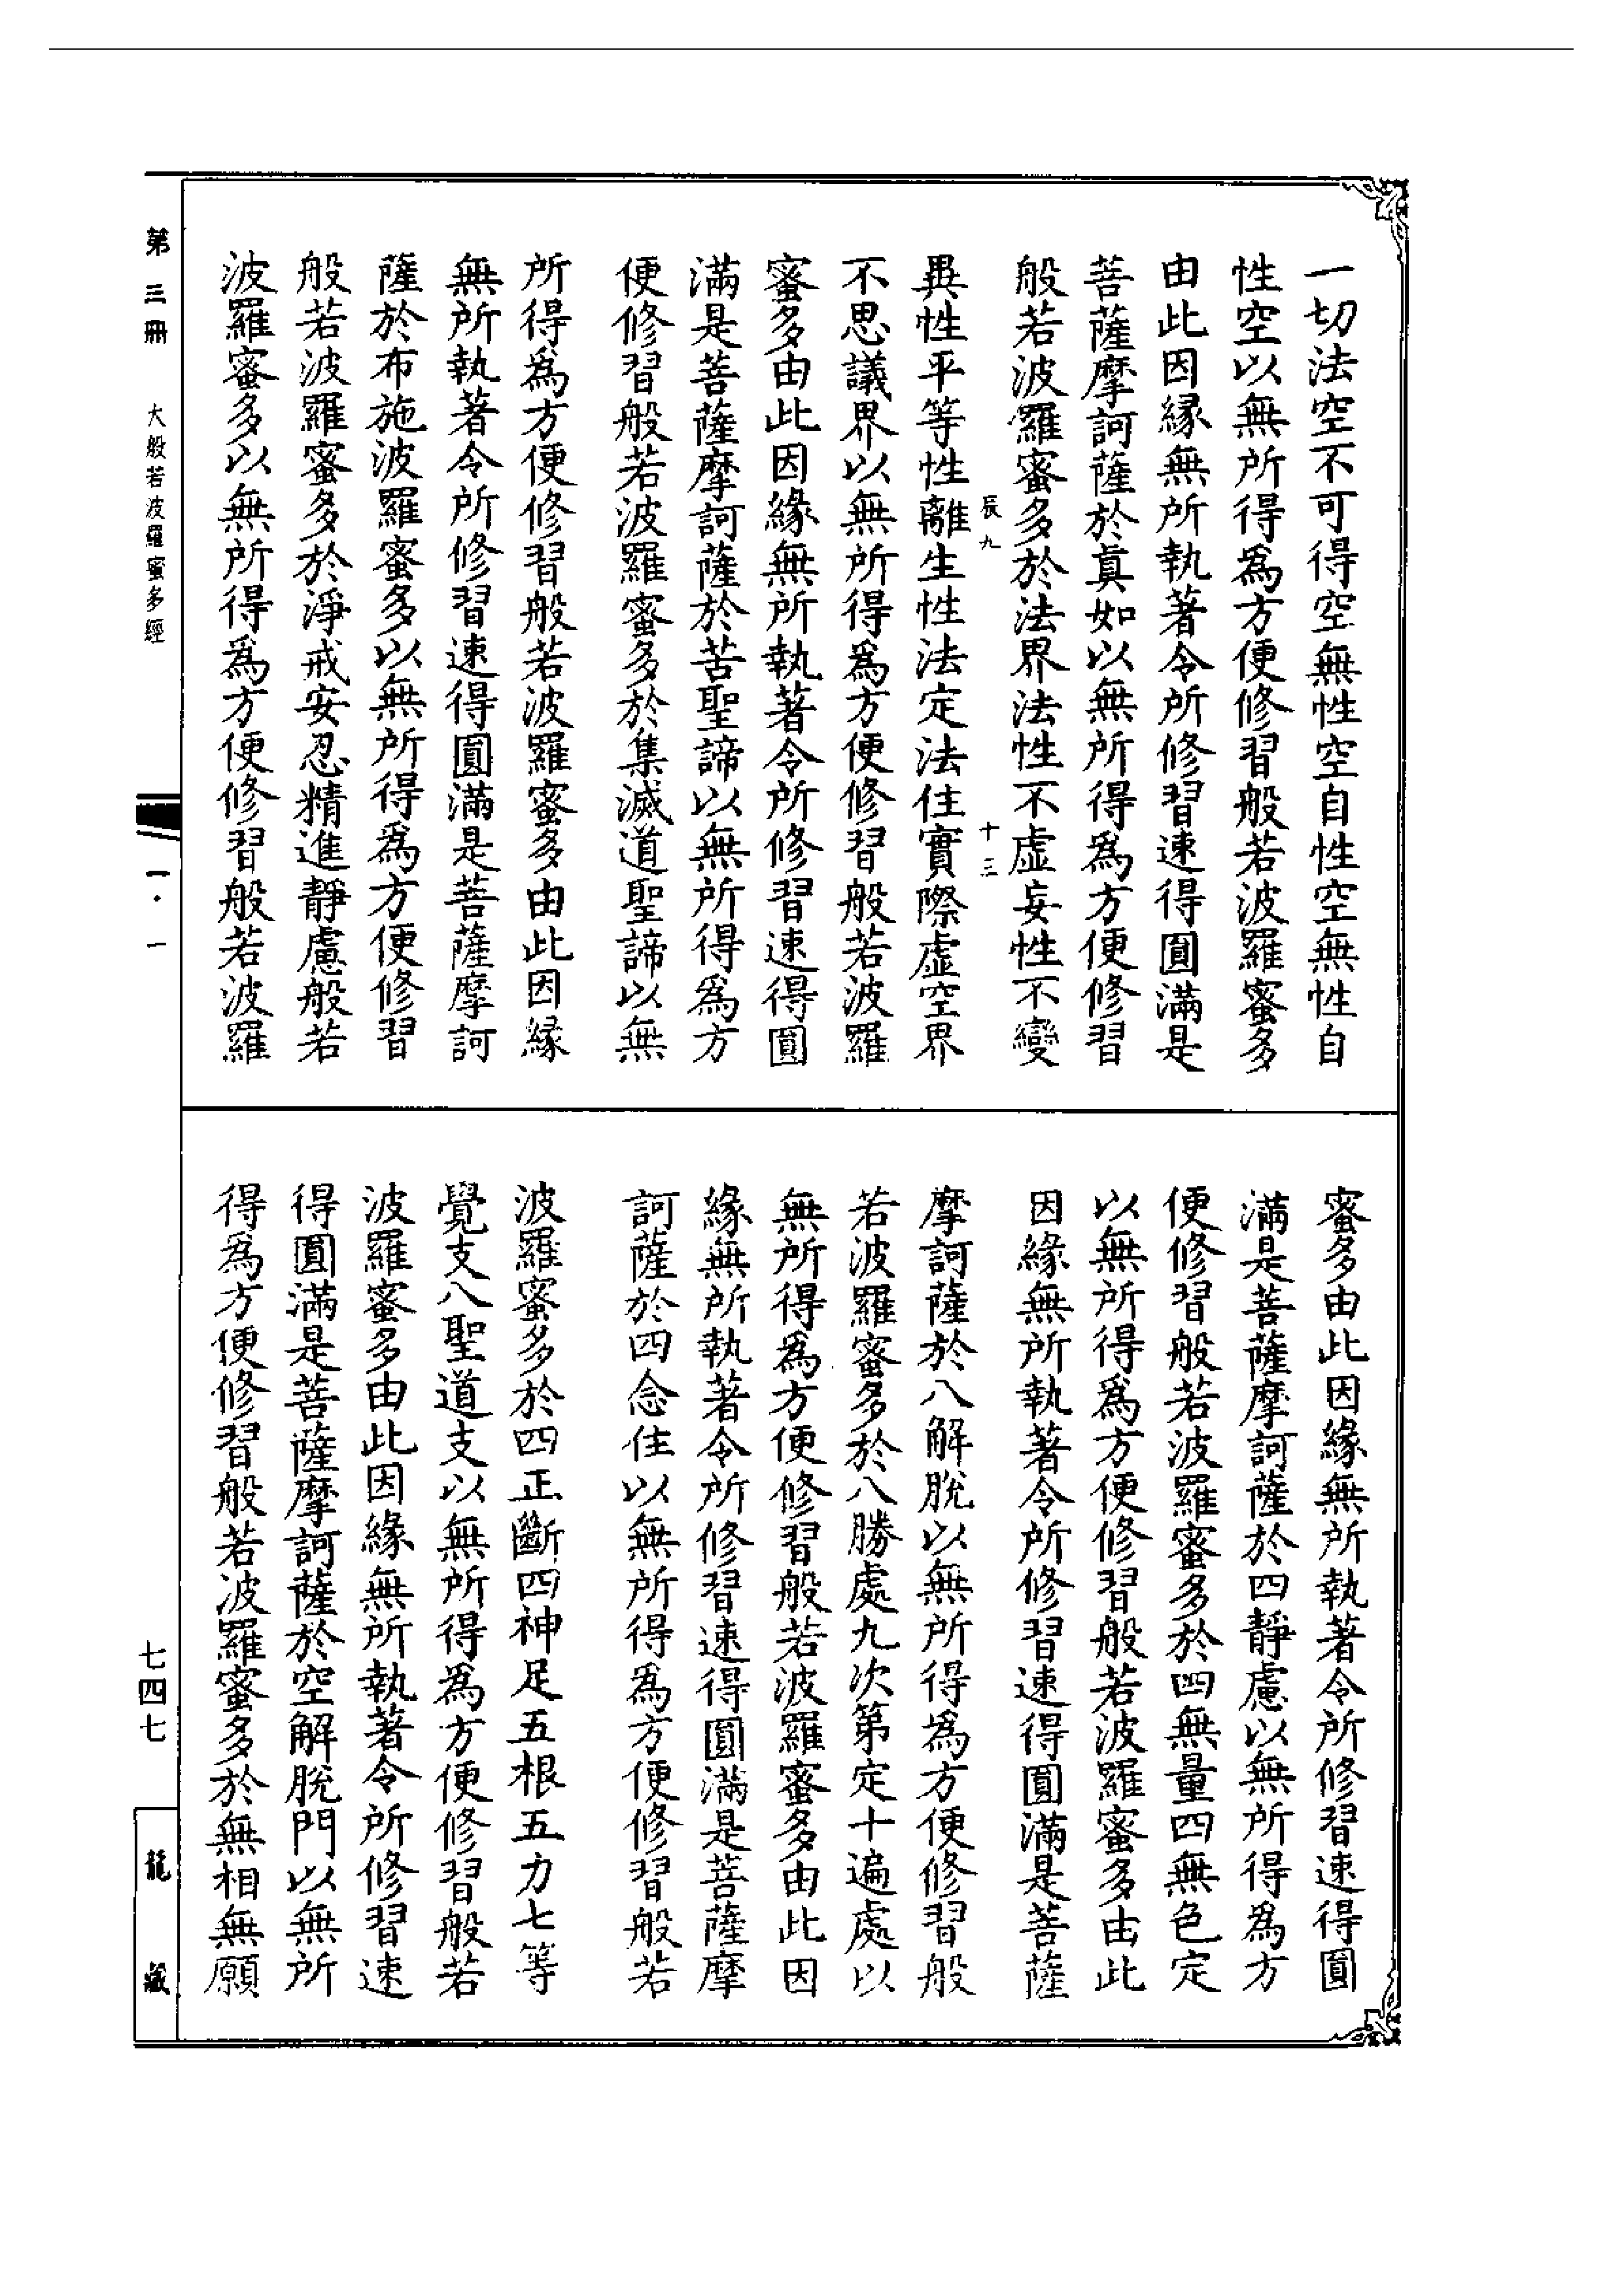 一切法空不可得空無性空自性空無性自
性空以無所得爲方便修習般若波羅蜜多
由此因緣無所執著令所修習速得圓滿是
菩薩摩訶薩於真如以無所得爲方便修習
般若波羅蜜多於法界法性不虛妄性不變
辰九 十三
異性平等性離生性法定法住實際虛空界
不思議界以無所得爲方便修習般若波羅
蜜多由此因緣無所執著令所修習速得圓
滿是菩薩摩訶薩於苦聖諦以無所得爲方
便修習般若波羅蜜多於集滅道聖諦以無
所得爲方便修習般若波羅蜜多由此因緣
無所執著令所修習速得圓滿是菩薩摩訶
薩於布施波羅蜜多以無所得爲方便修習
般若波羅蜜多於淨戒安忍精進靜慮般若
波羅蜜多以無所得爲方便修習般若波羅
蜜多由此因緣無所執著令所修習速得圓
滿是菩薩摩訶薩於四靜慮以無所得爲方
便修習般若波羅蜜多於四無量四無色定
以無所得爲方便修習般若波羅蜜多由此
因緣無所執著令所修習速得圓滿是菩薩
摩訶薩於八解脫以無所得爲方便修習般
若波羅蜜多於八勝處九次第定十遍處以
無所得爲方便修習般若波羅蜜多由此因
緣無所執著令所修習速得圓滿是菩薩摩
訶薩於四念住以無所得爲方便修習般若
波羅蜜多於四正斷四神足五根五力七等
覺支八聖道支以無所得爲方便修習般若
波羅蜜多由此因緣無所執著令所修習速
得圓滿是菩薩摩訶薩於空解脫門以無所
得爲方便修習般若波羅蜜多於無相無願
第三冊 大般若波羅蜜多經 一·一 七四七 龍藏